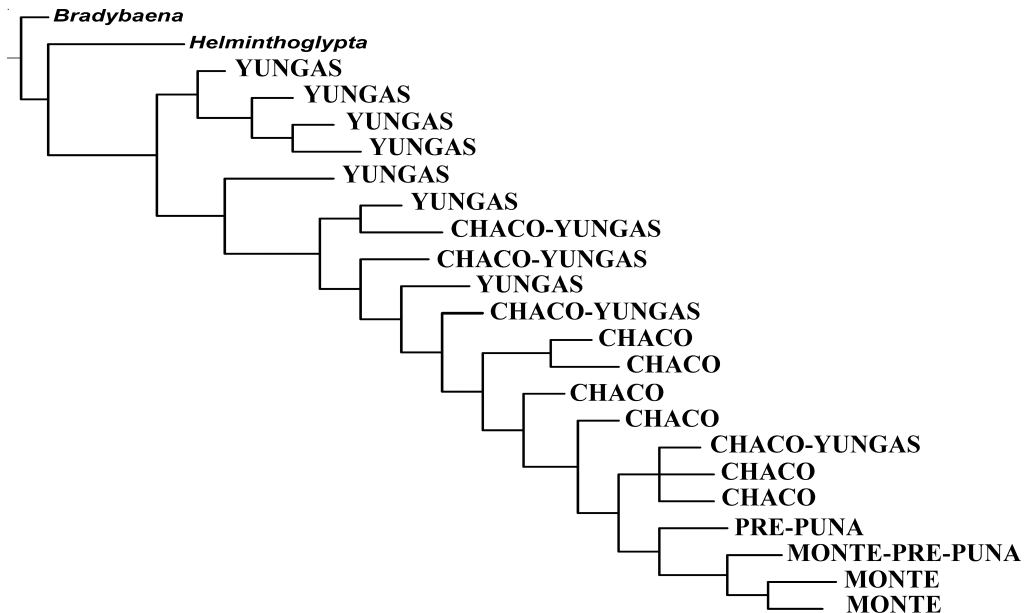 Bradybaena
Helminthoglypta
YUNGAS
YUNGAS
YUNGAS
YUNGAS
YUNGAS
YUNGAS
CHACO-YUNGAS
CHACO-YUNGAS
YUNGAS
CHACO-YUNGAS
CHACO
CHACO
CHACO
CHACO
CHACO-YUNGAS
CHACO
CHACO
PRE-PUNA
MONTE-PRE-PUNA
MONTE
MONTE